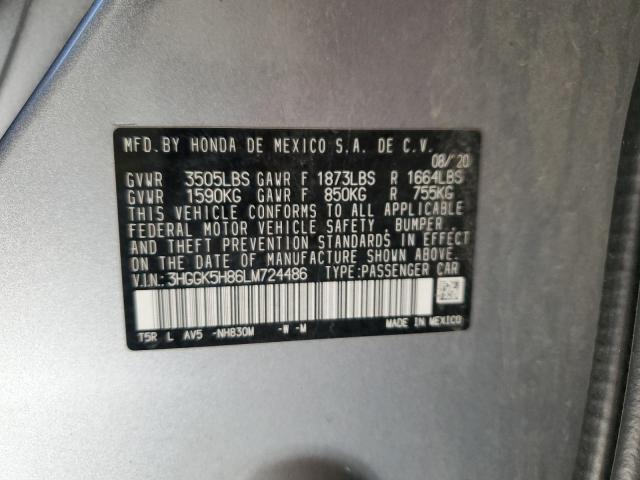 MFD. BY HONDA DE MEXICO S.A. DE C.V.
08/'20
GVWR 3505LBS GAWR F 1873LBS R 1664LBS
GVWR 1590KG GAWR F 850KG R 755KG
THIS VEHICLE CONFORMS TO ALL APPLICABLE
FEDERAL MOTOR VEHICLE SAFETY, BUMPER, AND
THEFT PREVENTION STANDARDS IN EFFECT
ON THE DATE OF MANUFACTURE SHOWN ABOVE.
V.I.N: 3HGGK5H86LM724486 TYPE: PASSENGER CAR
MADE IN MEXICO
T5R L AV5 -NH830M -W -M